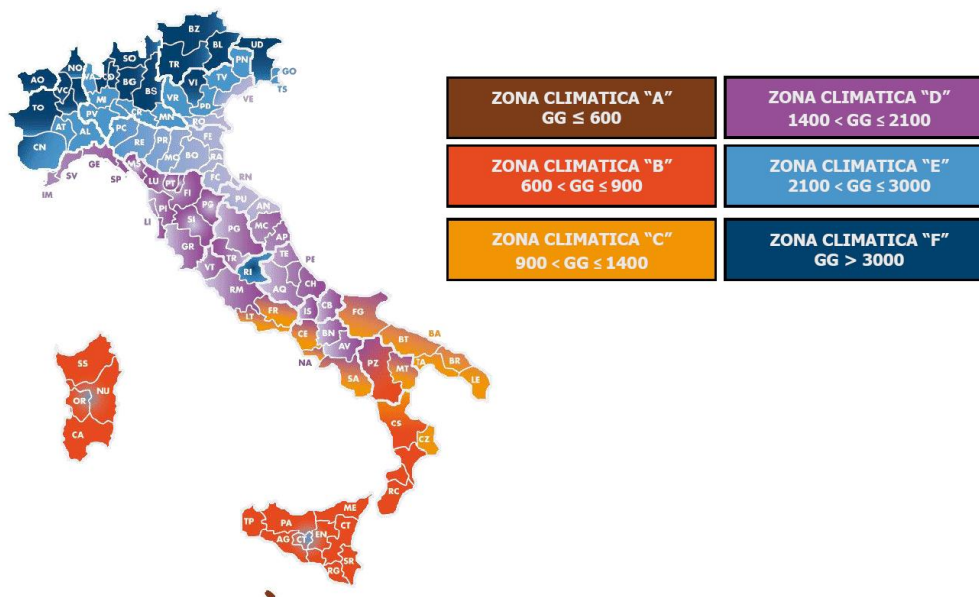 ZONA CLIMATICA "A"
GG ≤ 600
ZONA CLIMATICA "D"
1400 < GG ≤ 2100
ZONA CLIMATICA "B"
600 < GG ≤ 900
ZONA CLIMATICA "E"
2100 < GG ≤ 3000
ZONA CLIMATICA "C"
900 < GG ≤ 1400
ZONA CLIMATICA "F"
GG > 3000
BZ
SO
BL
UD
TR
PN
NO
AO
VC
BG
BS
VI
TV
GO
TS
TO
MI
VR
PD
VE
PV
CR
MN
RO
AT
AL
PC
RE
PR
MO
BO
FE
RA
CN
GE
SV
IM
SP
MS
LU
PT
FI
FC
RN
PI
LI
SI
PG
PU
AN
MC
AP
GR
PG
TE
PE
VT
TR
RI
AQ
CH
RM
LT
FR
IS
CB
FG
CE
BN
AV
NA
BT
BA
SA
PZ
MT
TA
BR
LE
CS
CZ
RC
SS
OR
NU
CA
TP
PA
ME
AG
CT
EN
CT
SR
RG